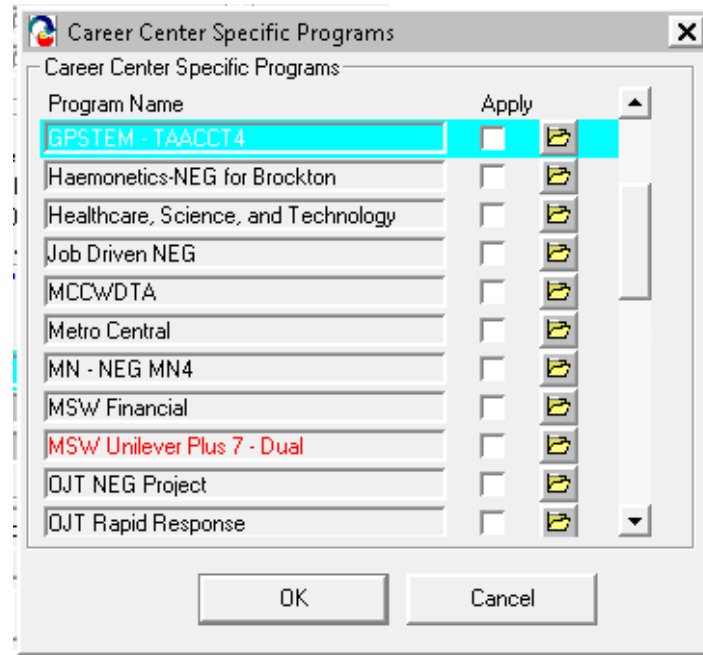 Career Center Specific Programs
Career Center Specific Programs
Program Name Apply
GPSTEM - TAACCT4
Haemonetics-NEG for Brockton
Healthcare, Science, and Technology
Job Driven NEG
MCCWDTA
Metro Central
MN - NEG MN4
MSW Financial
MSW Unilever Plus 7 - Dual
OJT NEG Project
OJT Rapid Response
OK Cancel